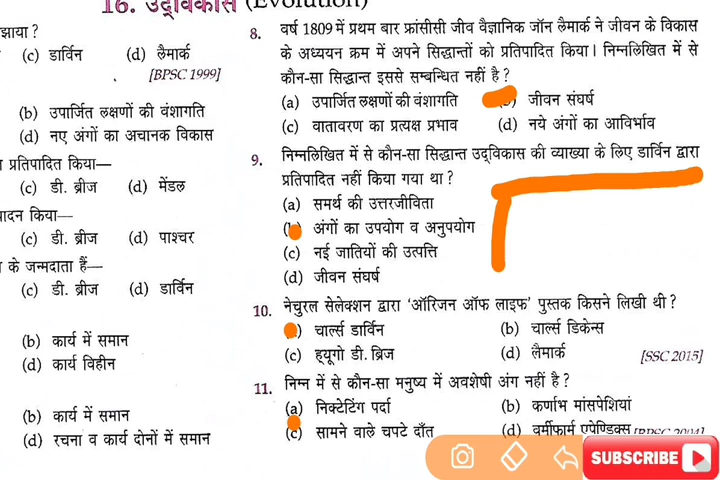 16. उद्‌विकास (Evolution)
झाया ?
(c) डार्विन (d) लैमार्क
[BPSC 1999]
(b) उपार्जित लक्षणों की वंशागति
(d) नए अंगों का अचानक विकास
प्रतिपादित किया—
(c) डी. ब्रीज (d) मेंडल
पादन किया—
(c) डी. ब्रीज (d) पाश्चर
के जन्मदाता हैं—
(c) डी. ब्रीज (d) डार्विन
(b) कार्य में समान
(d) कार्य विहीन
(b) कार्य में समान
(d) रचना व कार्य दोनों में समान
8. वर्ष 1809 में प्रथम बार फ्रांसीसी जीव वैज्ञानिक जॉन लैमार्क ने जीवन के विकास
के अध्ययन क्रम में अपने सिद्धान्तों को प्रतिपादित किया। निम्नलिखित में से
कौन-सा सिद्धान्त इससे सम्बन्धित नहीं है ?
(a) उपार्जित लक्षणों की वंशागति जीवन संघर्ष
(c) वातावरण का प्रत्यक्ष प्रभाव (d) नये अंगों का आविर्भाव
9. निम्नलिखित में से कौन-सा सिद्धान्त उद्‌विकास की व्याख्या के लिए डार्विन द्वारा
प्रतिपादित नहीं किया गया था ?
(a) समर्थ की उत्तरजीविता
(b) अंगों का उपयोग व अनुपयोग
(c) नई जातियों की उत्पत्ति
(d) जीवन संघर्ष
10. नेचुरल सेलेक्शन द्वारा ‘ऑरिजन ऑफ लाइफ’ पुस्तक किसने लिखी थी ?
चार्ल्स डार्विन (b) चार्ल्स डिकेन्स
(c) ह्यूगो डी. ब्रिज (d) लैमार्क [SSC 2015]
11. निम्न में से कौन-सा मनुष्य में अवशेषी अंग नहीं है ?
(a) निक्टेटिंग पर्दा (b) कर्णाभ मांसपेशियां
(c) सामने वाले चपटे दाँत (d) वर्मीफार्म एपेण्डिक्स [BPSC 2004]
SUBSCRIBE